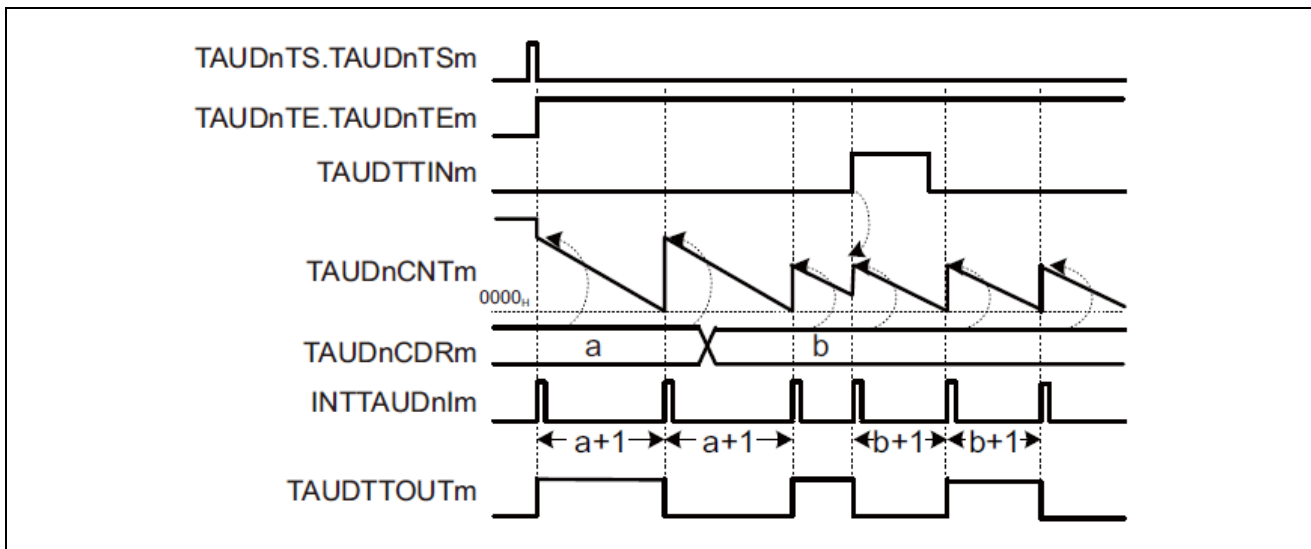 TAUDnTS.TAUDnTSm
TAUDnTE.TAUDnTEm
TAUDTTINm
TAUDnCNTm
0000H
TAUDnCDRm
a
b
INTTAUDnIm
a+1
a+1
b+1
b+1
TAUDTTOUTm